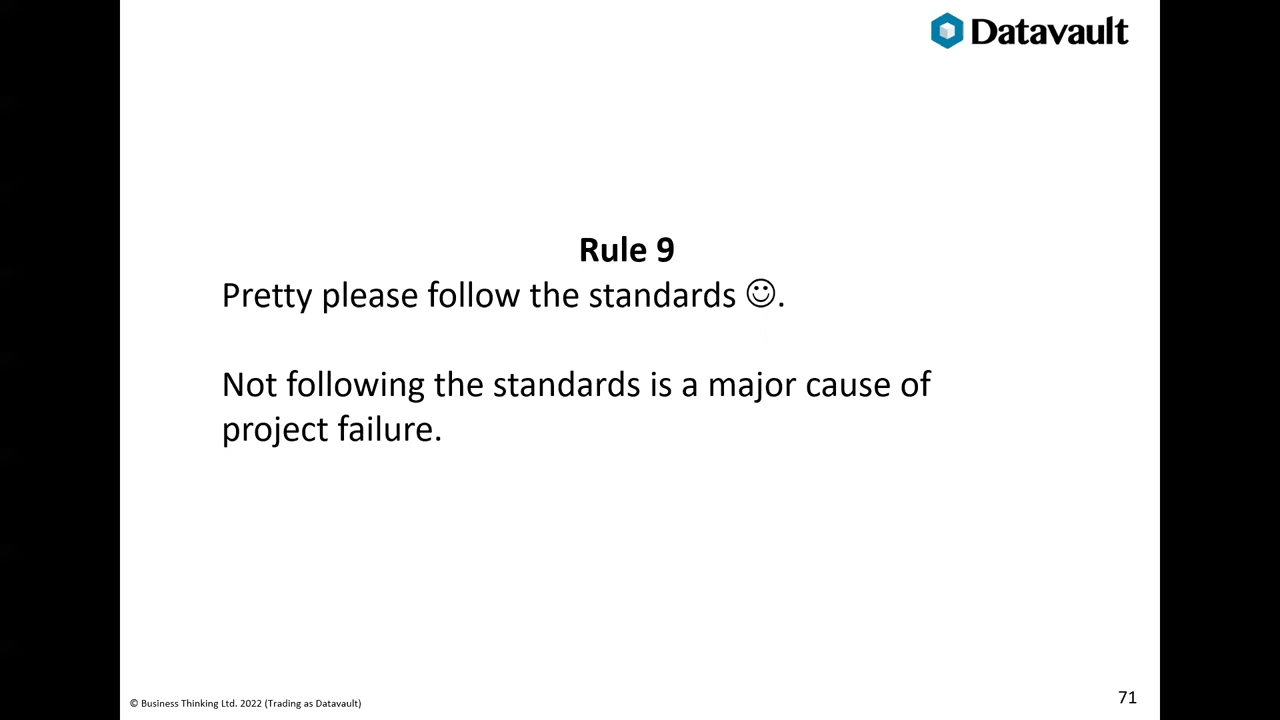 Datavault
Rule 9
Pretty please follow the standards ☺.
Not following the standards is a major cause of
project failure.
© Business Thinking Ltd. 2022 (Trading as Datavault)
71